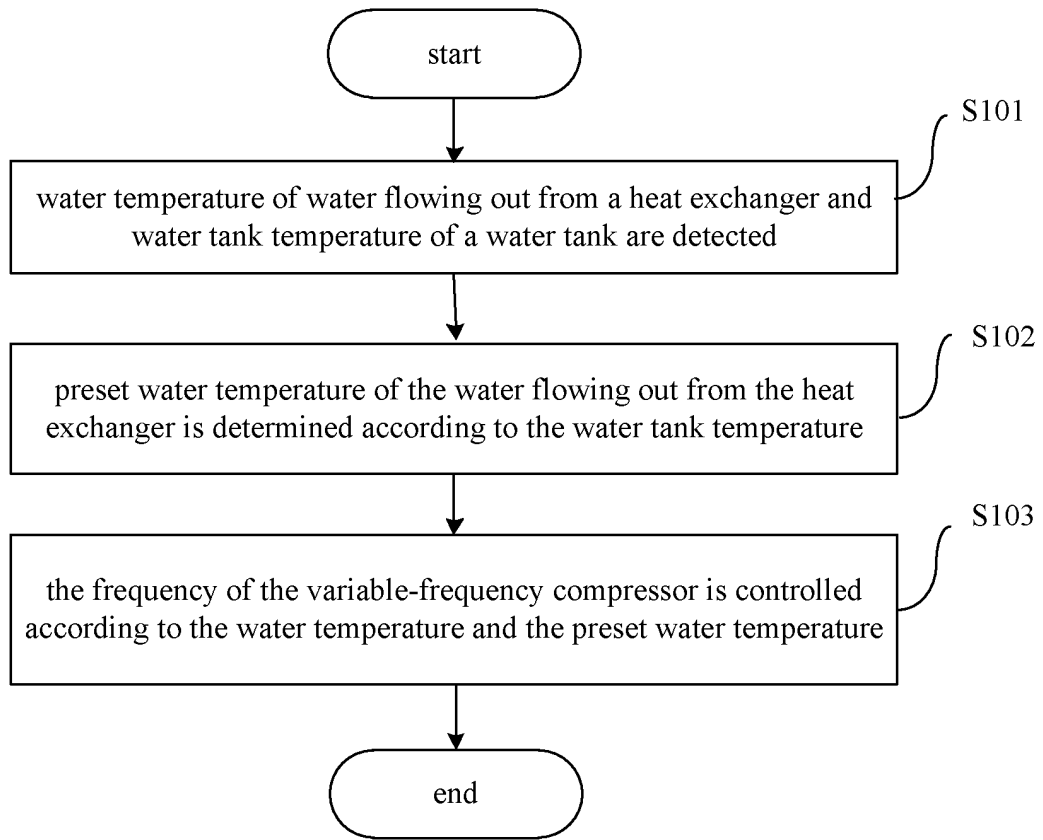 start
S101
water temperature of water flowing out from a heat exchanger and
water tank temperature of a water tank are detected
S102
preset water temperature of the water flowing out from the heat
exchanger is determined according to the water tank temperature
S103
the frequency of the variable-frequency compressor is controlled
according to the water temperature and the preset water temperature
end